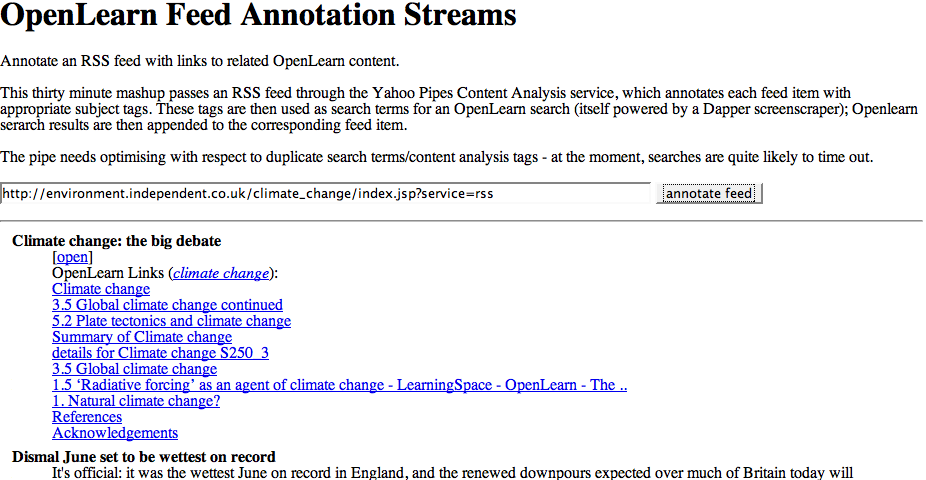 OpenLearn Feed Annotation Streams
Annotate an RSS feed with links to related OpenLearn content.
This thirty minute mashup passes an RSS feed through the Yahoo Pipes Content Analysis service, which annotates each feed item with
appropriate subject tags. These tags are then used as search terms for an OpenLearn search (itself powered by a Dapper screenscraper); Openlearn
serarch results are then appended to the corresponding feed item.
The pipe needs optimising with respect to duplicate search terms/content analysis tags - at the moment, searches are quite likely to time out.
http://environment.independent.co.uk/climate_change/index.jsp?service=rss annotate feed
Climate change: the big debate
[open]
OpenLearn Links (climate change):
Climate change
3.5 Global climate change continued
5.2 Plate tectonics and climate change
Summary of Climate change
details for Climate change S250_3
3.5 Global climate change
1.5 ‘Radiative forcing’ as an agent of climate change - LearningSpace - OpenLearn - The ..
1. Natural climate change?
References
Acknowledgements
Dismal June set to be wettest on record
It's official: it was the wettest June on record in England, and the renewed downpours expected over much of Britain today will